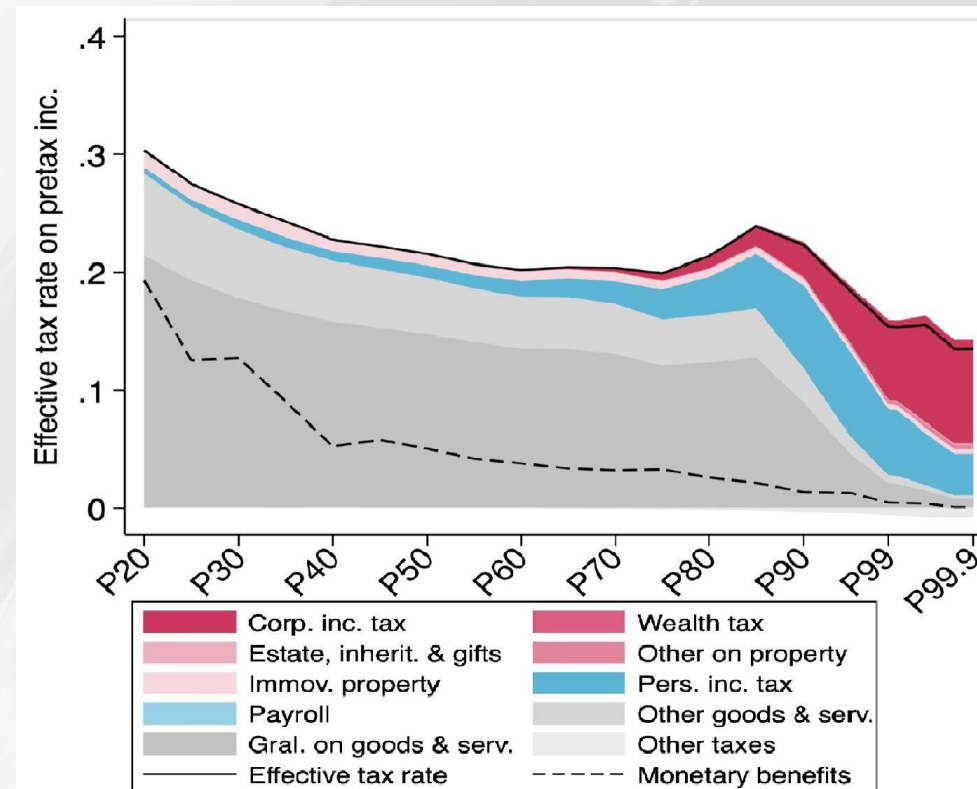 Effective tax rate on pretax inc.
.4
.3
.2
.1
0
P20
P30
P40
P50
P60
P70
P80
P90
P99
P99.9
Corp. inc. tax
Wealth tax
Estate, inherit. & gifts
Other on property
Immov. property
Pers. inc. tax
Payroll
Other goods & serv.
Gral. on goods & serv.
Other taxes
Effective tax rate
Monetary benefits